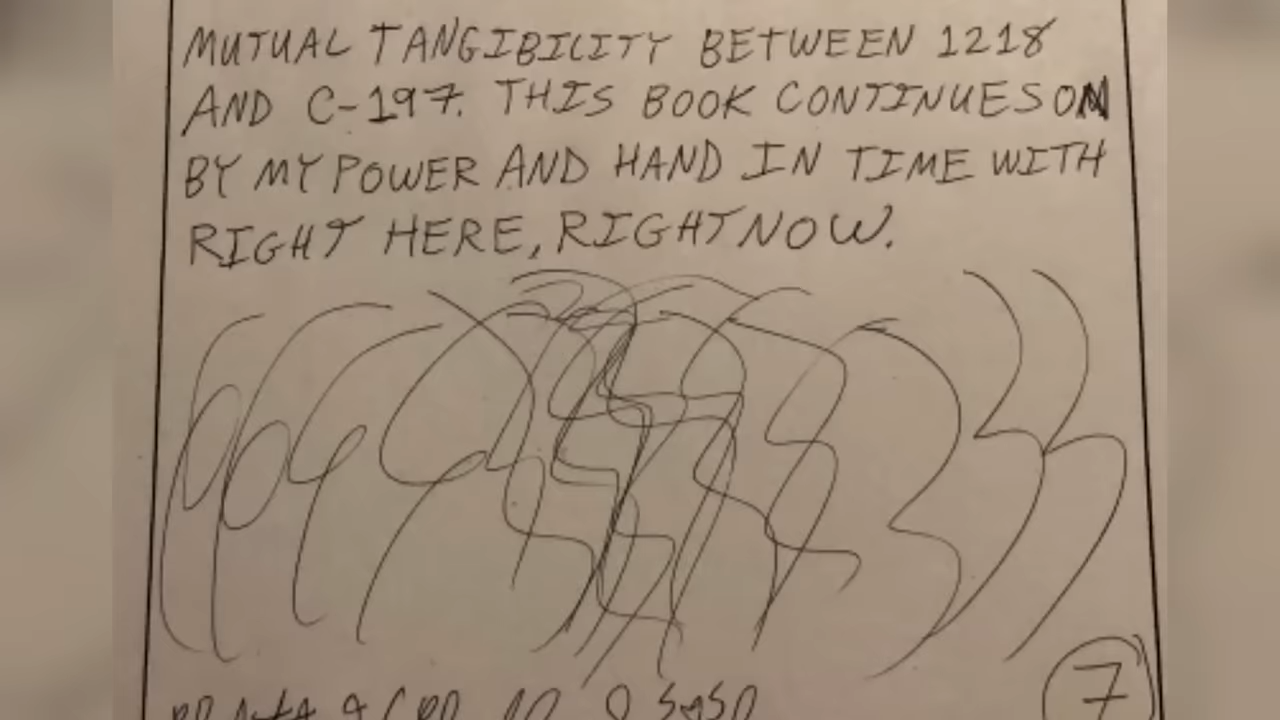 MUTUAL TANGIBILITY BETWEEN 1218
AND C-197. THIS BOOK CONTINUES ON
BY MY POWER AND HAND IN TIME WITH
RIGHT HERE, RIGHT NOW.
7